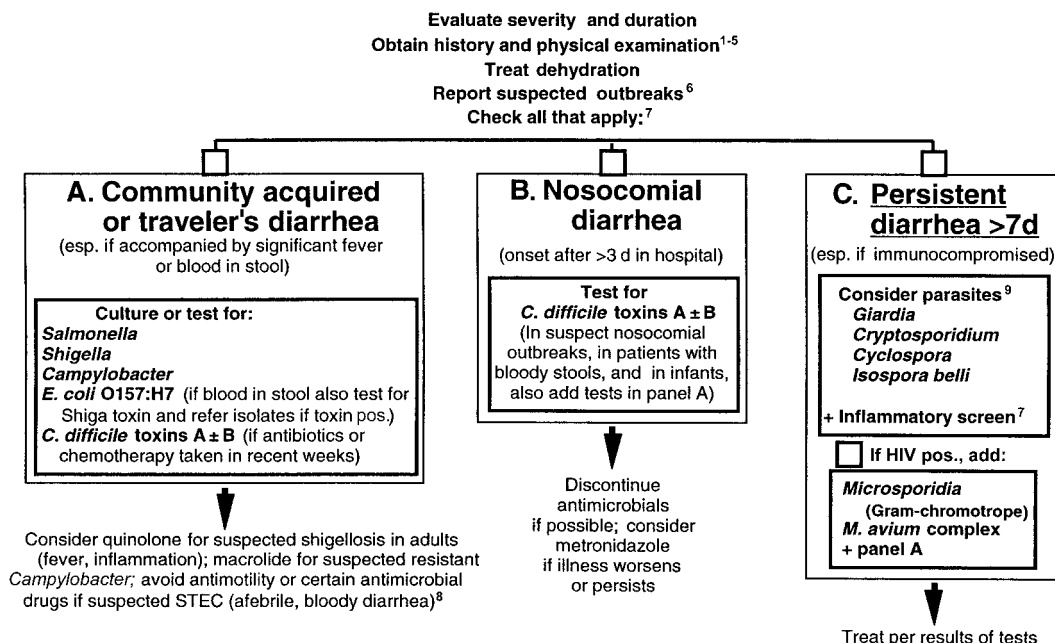 Evaluate severity and duration
Obtain history and physical examination1-5
Treat dehydration
Report suspected outbreaks6
Check all that apply:7
A. Community acquired
or traveler's diarrhea
(esp. if accompanied by significant fever
or blood in stool)
Culture or test for:
Salmonella
Shigella
Campylobacter
E. coli O157:H7 (if blood in stool also test for
Shiga toxin and refer isolates if toxin pos.)
C. difficile toxins A ± B (if antibiotics or
chemotherapy taken in recent weeks)
Consider quinolone for suspected shigellosis in adults
(fever, inflammation); macrolide for suspected resistant
Campylobacter; avoid antimotility or certain antimicrobial
drugs if suspected STEC (afebrile, bloody diarrhea)8
B. Nosocomial
diarrhea
(onset after >3 d in hospital)
Test for
C. difficile toxins A ± B
(In suspect nosocomial
outbreaks, in patients with
bloody stools, and in infants,
also add tests in panel A)
Discontinue
antimicrobials
if possible; consider
metronidazole
if illness worsens
or persists
C. Persistent
diarrhea >7d
(esp. if immunocompromised)
Consider parasites9
Giardia
Cryptosporidium
Cyclospora
Isospora belli
+ Inflammatory screen7
If HIV pos., add:
Microsporidia
(Gram-chromotrope)
M. avium complex
+ panel A
Treat per results of tests